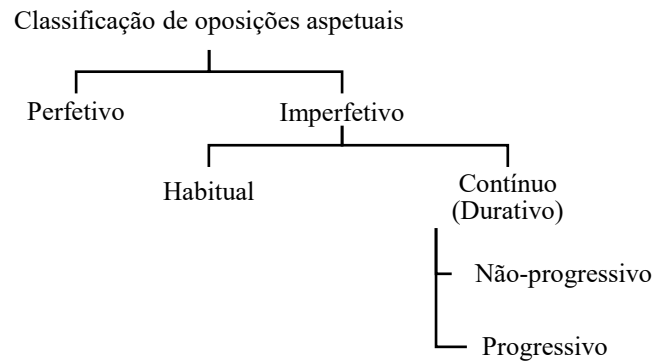 Classificação de oposições aspetuais
Perfetivo
Imperfetivo
Habitual
Contínuo
(Durativo)
Não-progressivo
Progressivo